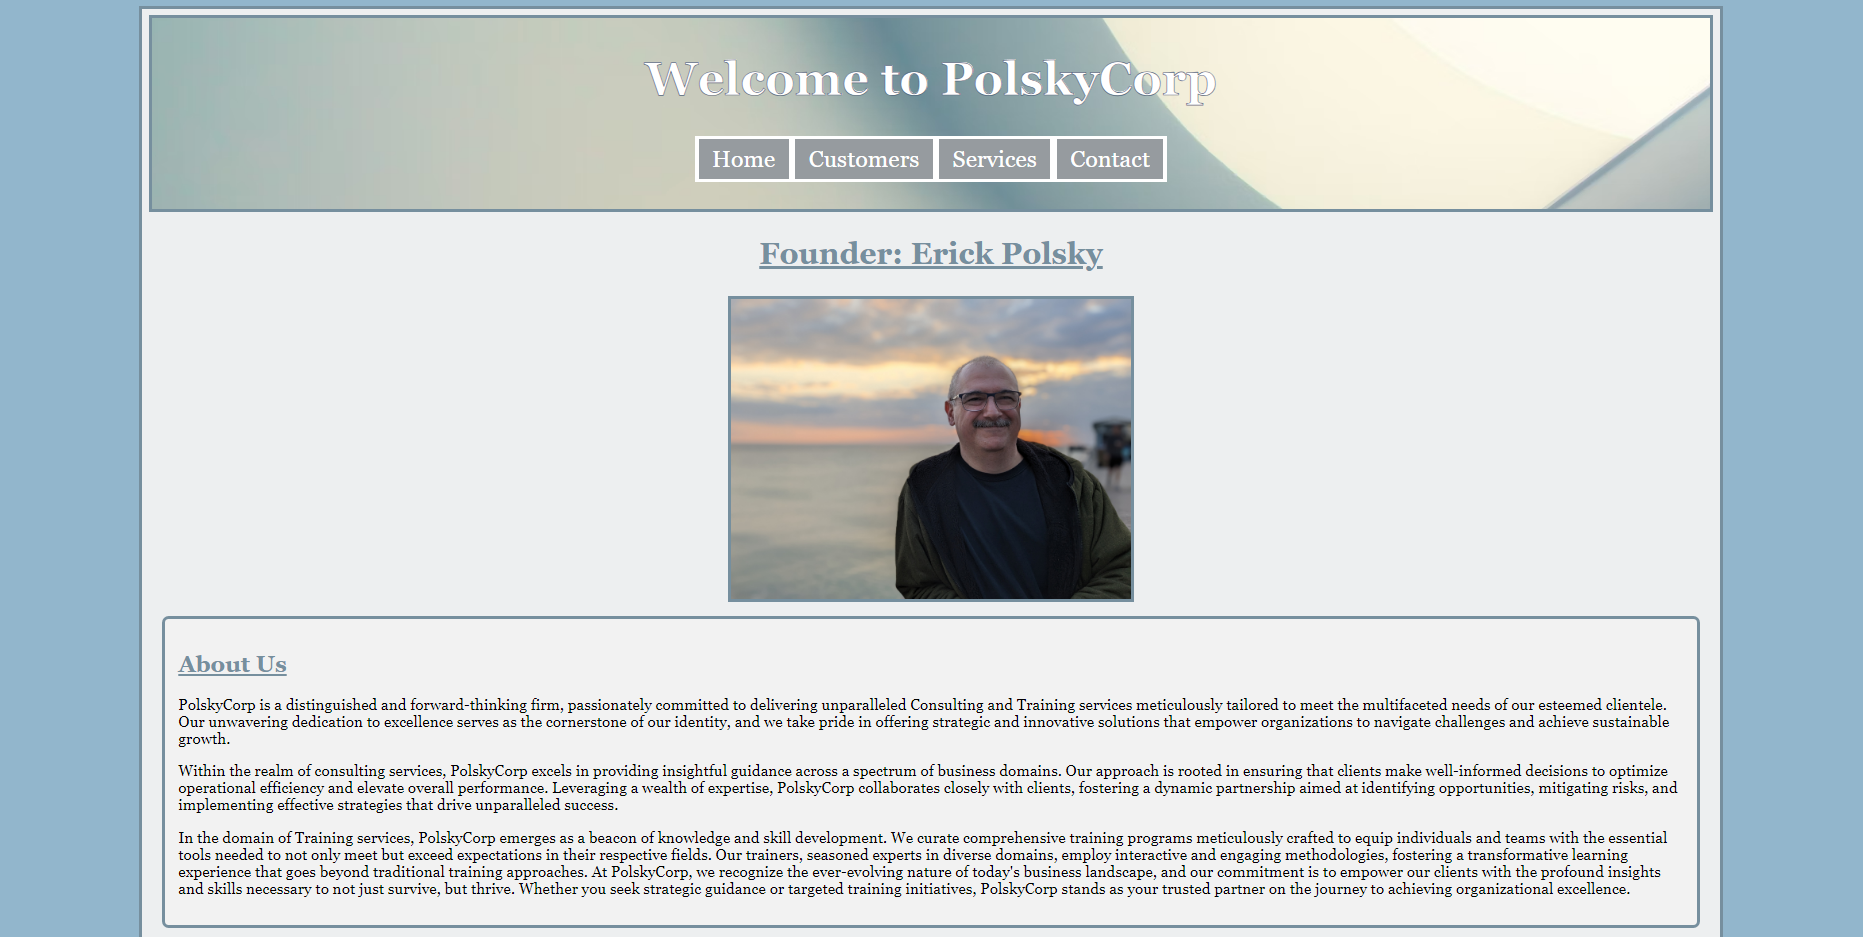 Welcome to PolskyCorp
Home Customers Services Contact
Founder: Erick Polsky
About Us
PolskyCorp is a distinguished and forward-thinking firm, passionately committed to delivering unparalleled Consulting and Training services meticulously tailored to meet the multifaceted needs of our esteemed clientele.
Our unwavering dedication to excellence serves as the cornerstone of our identity, and we take pride in offering strategic and innovative solutions that empower organizations to navigate challenges and achieve sustainable
growth.
Within the realm of consulting services, PolskyCorp excels in providing insightful guidance across a spectrum of business domains. Our approach is rooted in ensuring that clients make well-informed decisions to optimize
operational efficiency and elevate overall performance. Leveraging a wealth of expertise, PolskyCorp collaborates closely with clients, fostering a dynamic partnership aimed at identifying opportunities, mitigating risks, and
implementing effective strategies that drive unparalleled success.
In the domain of Training services, PolskyCorp emerges as a beacon of knowledge and skill development. We curate comprehensive training programs meticulously crafted to equip individuals and teams with the essential
tools needed to not only meet but exceed expectations in their respective fields. Our trainers, seasoned experts in diverse domains, employ interactive and engaging methodologies, fostering a transformative learning
experience that goes beyond traditional training approaches. At PolskyCorp, we recognize the ever-evolving nature of today's business landscape, and our commitment is to empower our clients with the profound insights
and skills necessary to not just survive, but thrive. Whether you seek strategic guidance or targeted training initiatives, PolskyCorp stands as your trusted partner on the journey to achieving organizational excellence.